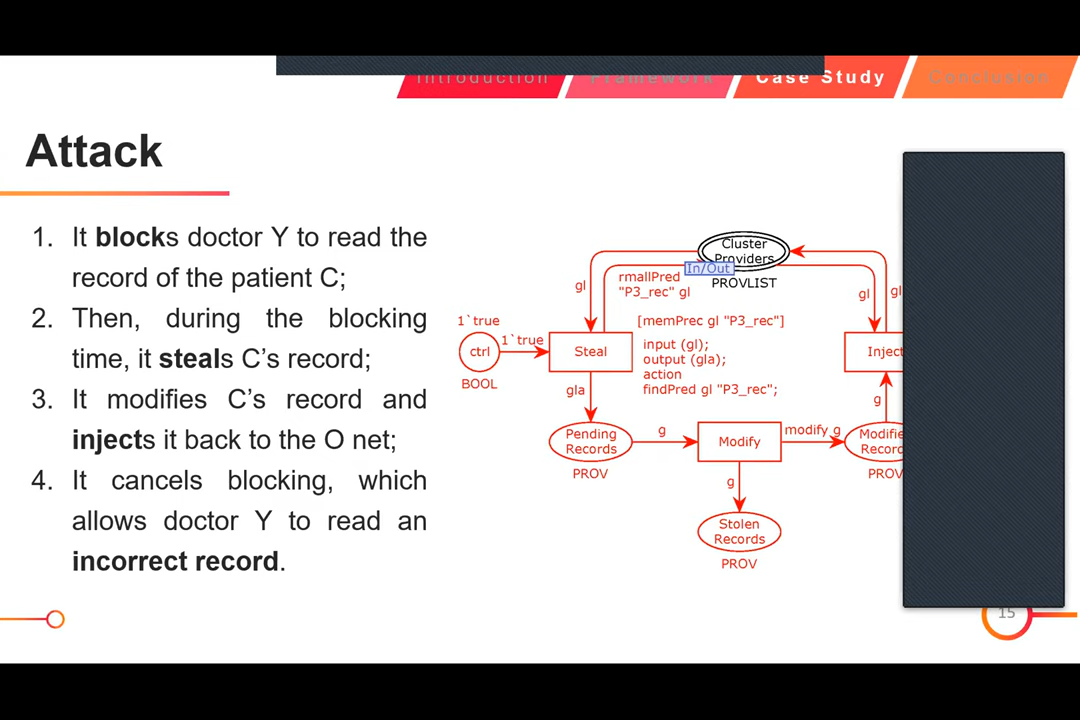 Introduction Framework Case Study Conclusion
Attack
1. It blocks doctor Y to read the
record of the patient C;
2. Then, during the blocking
time, it steals C’s record;
3. It modifies C’s record and
injects it back to the O net;
4. It cancels blocking, which
allows doctor Y to read an
incorrect record.
Cluster
Providers
In/Out
PROVLIST
gl
rmallPred
"P3_rec" gl
gl
gl
1`true
ctrl
BOOL
1`true
Steal
[memPrec gl "P3_rec"]
input (gl);
output (gla);
action
findPred gl "P3_rec";
Inject
gla
g
Pending
Records
PROV
g
Modify
modify g
PROV
g
Stolen
Records
PROV
15